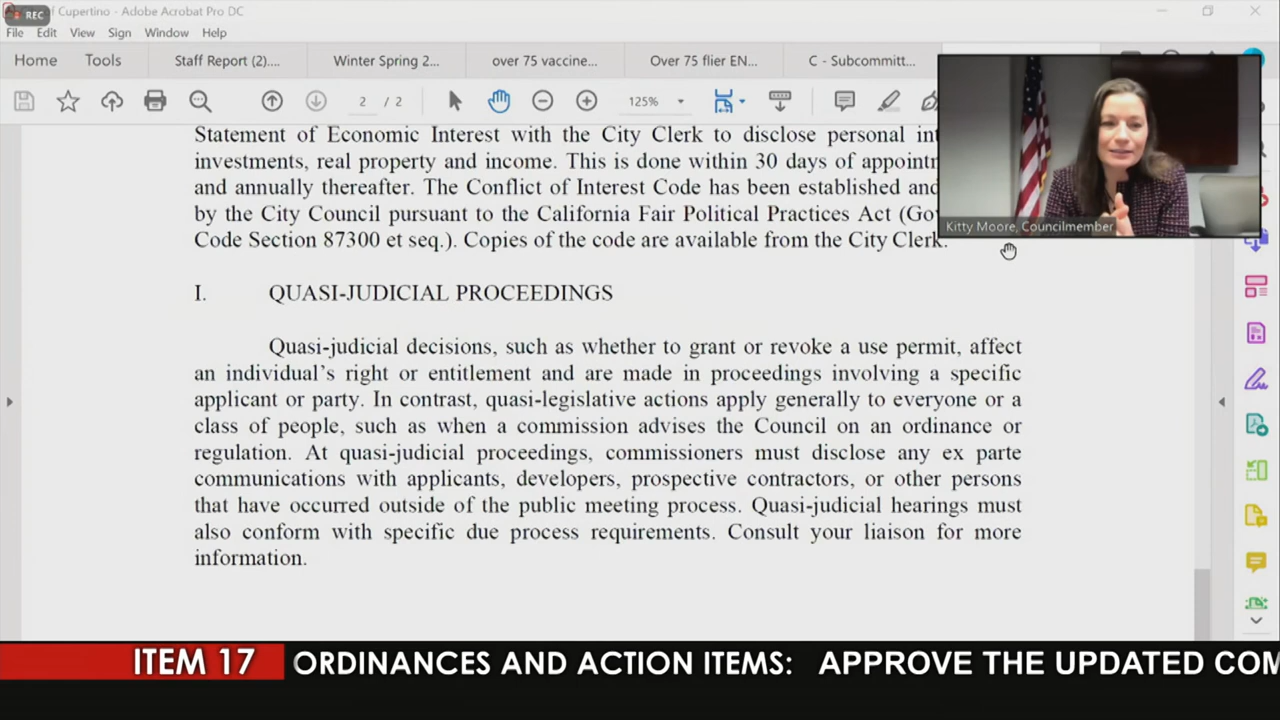 REC
of Cupertino - Adobe Acrobat Pro DC
File Edit View Window Help
Home Tools Staff Report (2).... Winter Spring 2... over 75 vaccine... Over 75 flier EN... C - Subcommitt...
2 / 2 125%
Statement of Economic Interest with the City Clerk to disclose personal
investments, real property and income. This is done within 30 days of
and annually thereafter. The Conflict of Interest Code has been established and
by the City Council pursuant to the California Fair Political Practices Act
Code Section 87300 et seq.). Copies of the code are available from the City Clerk.
Kitty Moore, Councilmember
I. QUASI-JUDICIAL PROCEEDINGS
Quasi-judicial decisions, such as whether to grant or revoke a use permit, affect
an individual's right or entitlement and are made in proceedings involving a specific
applicant or party. In contrast, quasi-legislative actions apply generally to everyone or a
class of people, such as when a commission advises the Council on an ordinance or
regulation. At quasi-judicial proceedings, commissioners must disclose any ex parte
communications with applicants, developers, prospective contractors, or other persons
that have occurred outside of the public meeting process. Quasi-judicial hearings must
also conform with specific due process requirements. Consult your liaison for more
information.
ITEM 17 ORDINANCES AND ACTION ITEMS: APPROVE THE UPDATED COM